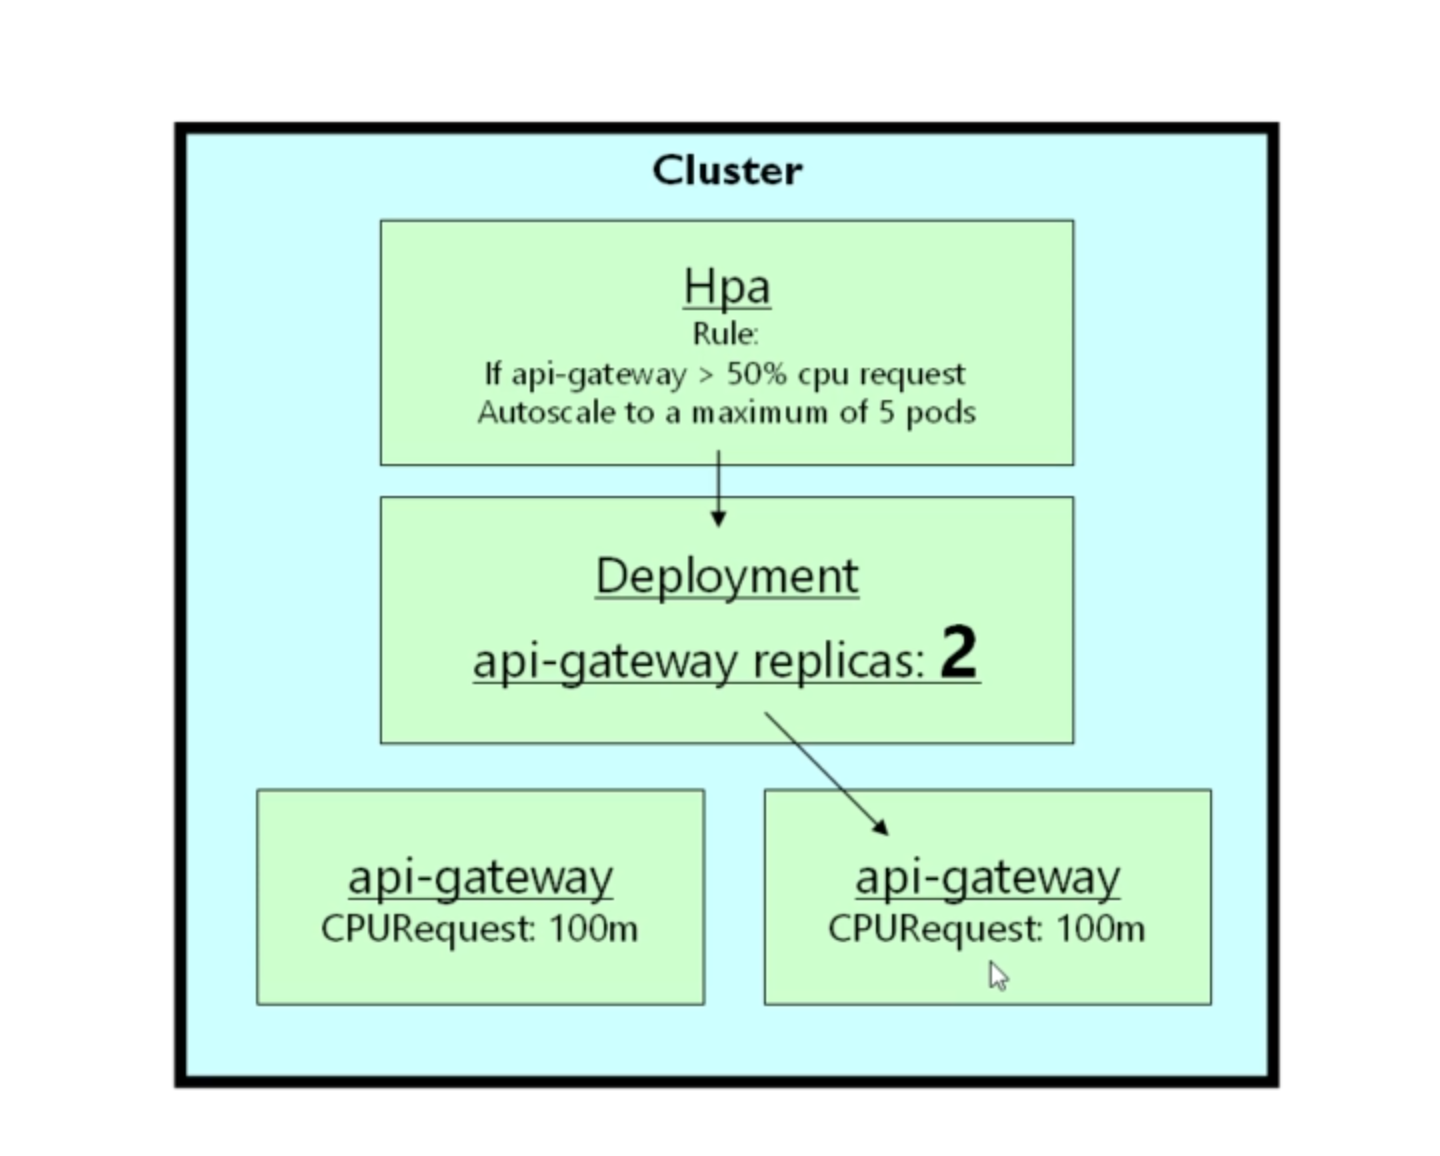 Cluster
Hpa
Rule:
If api-gateway > 50% cpu request
Autoscale to a maximum of 5 pods
Deployment
api-gateway replicas: 2
api-gateway
CPURequest: 100m
api-gateway
CPURequest: 100m